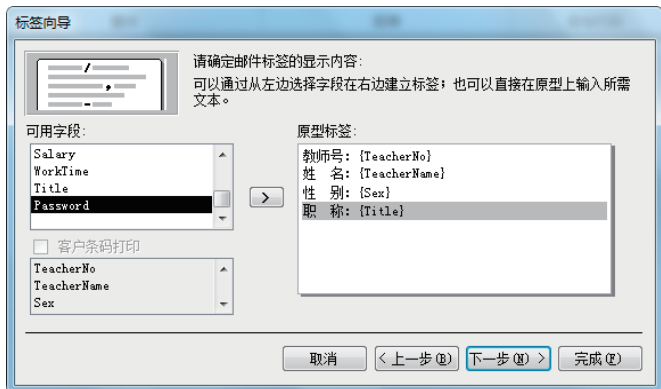 标签向导
请确定邮件标签的显示内容:
可以通过从左边选择字段在右边建立标签；也可以直接在原型上输入所需
文本。
可用字段:
Salary
WorkTime
Title
Password
>
客户条码打印
TeacherNo
TeacherName
Sex
原型标签:
教师号: {TeacherNo}
姓 名: {TeacherName}
性 别: {Sex}
职 称: {Title}
取消
< 上一步(B)
下一步(N) >
完成(F)